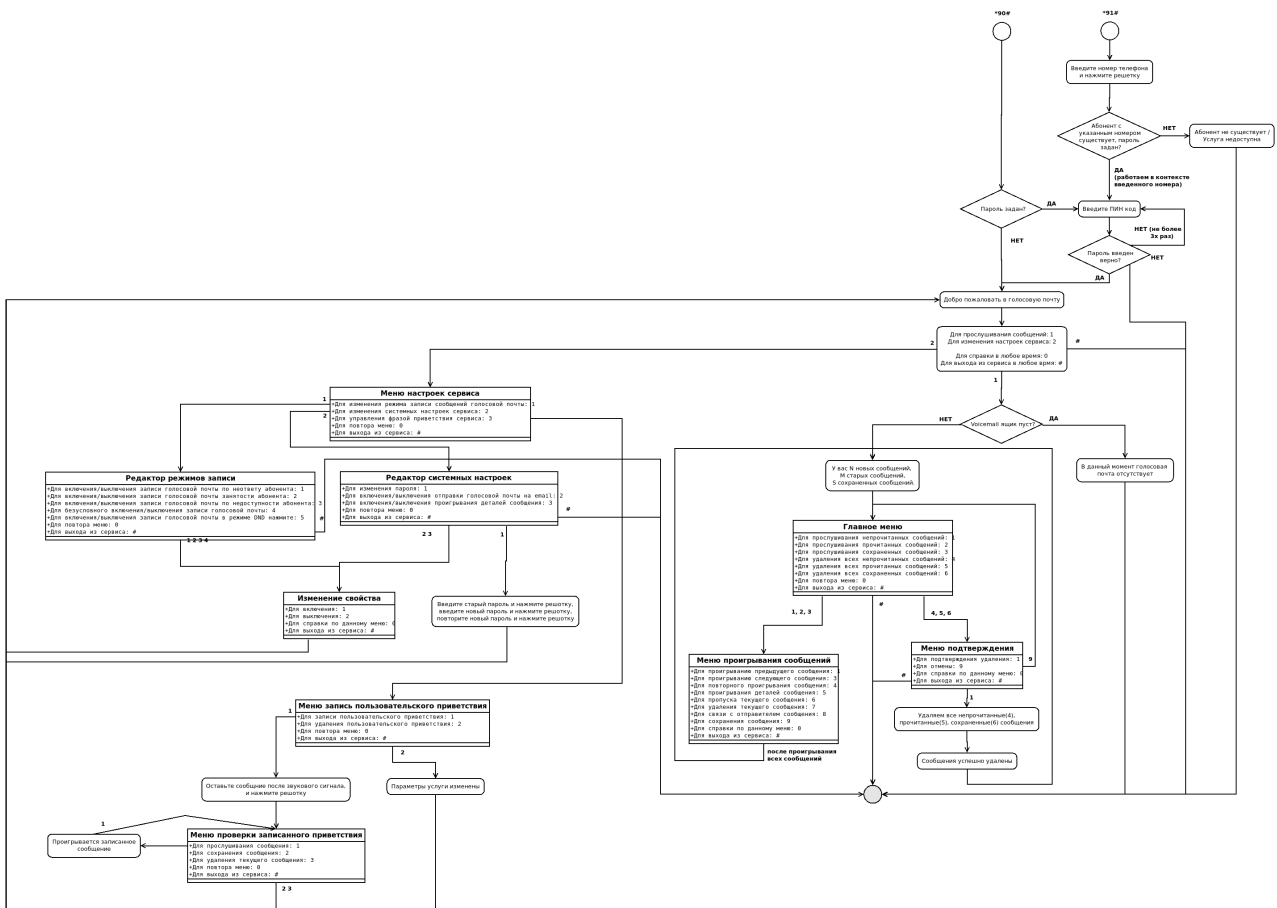 *90#
*91#
Введите номер телефона
и нажмите решетку
Абонент с
указанным номером
существует, пароль
задан?
НЕТ
Абонент не существует /
Услуга недоступна
ДА
(работаем в контексте
введенного номера)
Пароль задан?
ДА
Введите ПИН код
НЕТ
НЕТ (не более
3х раз)
Пароль введен
верно?
НЕТ
ДА
Добро пожаловать в голосовую почту
Для прослушивания сообщений: 1
Для изменения настроек сервиса: 2
Для справки в любое время: 0
Для выхода из сервиса в любое врмя: #
2
#
1
Меню настроек сервиса
+Для изменения режима записи сообщений голосовой почты: 1
+Для изменения системных настроек сервиса: 2
+Для управления фразой приветствия сервиса: 3
+Для повтора меню: 0
+Для выхода из сервиса: #
1
2
НЕТ
Voicemail ящик пуст?
ДА
У вас N новых сообщений,
M старых сообщений,
S сохраненных сообщений.
В данный момент голосовая
почта отсутствует
Редактор режимов записи
+Для включения/выключения записи голосовой почты по неответу абонента: 1
+Для включения/выключения записи голосовой почты занятости абонента: 2
+Для включения/выключения записи голосовой почты по недоступности абонента: 3
+Для безусловного включения/выключения записи голосовой почты: 4
+Для включения/выключения записи голосовой почты в режиме DND нажмите: 5
+Для повтора меню: 0
+Для выхода из сервиса: #
#
1 2 3 4
Редактор системных настроек
+Для изменения пароля: 1
+Для включения/выключения отправки голосовой почты на email: 2
+Для включения/выключения проигрывания деталей сообщения: 3
+Для повтора меню: 0
+Для выхода из сервиса: #
#
2 3
1
Главное меню
+Для прослушивания непрочитанных сообщений: 1
+Для прослушивания прочитанных сообщений: 2
+Для прослушивания сохраненных сообщений: 3
+Для удаления всех непрочитанных сообщений: 4
+Для удаления всех прочитанных сообщений: 5
+Для удаления всех сохраненных сообщений: 6
+Для повтора меню: 0
+Для выхода из сервиса: #
1, 2, 3
#
4, 5, 6
Изменение свойства
+Для включения: 1
+Для выключения: 2
+Для справки по данному меню: 0
+Для выхода из сервиса: #
Введите старый пароль и нажмите решотку,
введите новый пароль и нажмите решотку,
повторите новый пароль и нажмите решотку
Меню проигрывания сообщений
+Для проигрыванию предыдущего сообщения: 1
+Для проигрыванию следующего сообщения: 3
+Для повторного проигрывания сообщения: 4
+Для проигрывания деталей сообщения: 5
+Для пропуска текущего сообщения: 6
+Для удаления текущего сообщения: 7
+Для связи с отправителем сообщения: 8
+Для сохранения сообщения: 9
+Для справки по данному меню: 0
+Для выхода из сервиса: #
после проигрывания
всех сообщений
Меню подтверждения
+Для подтверждения удаления: 1
+Для отмены: 9
+Для справки по данному меню: 0
+Для выхода из сервиса: #
9
#
1
Удаляем все непрочитанные(4),
прочитанные(5), сохраненные(6) сообщения
Сообщения успешно удалены
Меню запись пользовательского приветствия
+Для записи пользовательского приветствия: 1
+Для удаления пользовательского приветствия: 2
+Для повтора меню: 0
+Для выхода из сервиса: #
1
2
Оставьте сообщние после звукового сигнала,
и нажмите решотку
Параметры услуги изменены
1
Проигрывается записанное
сообщение
Меню проверки записанного приветствия
+Для прослушивания сообщения: 1
+Для сохранения сообщения: 2
+Для удаления текущего сообщения: 3
+Для повтора меню: 0
+Для выхода из сервиса: #
2 3